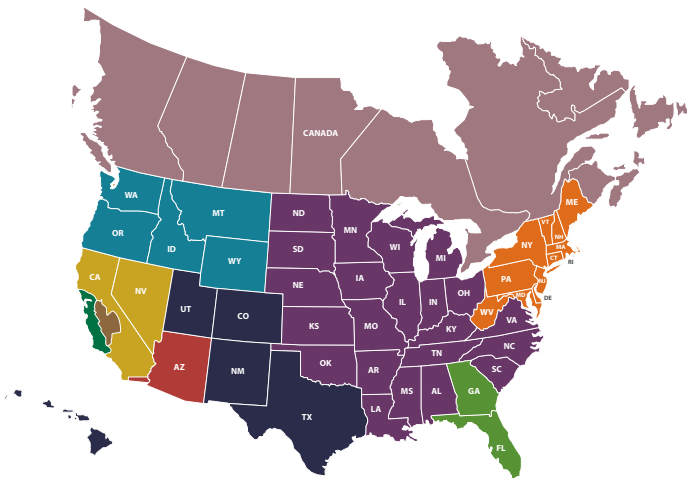 CANADA
WA
MT
ND
MN
ME
VT
NH
NY
MA
CT
RI
OR
ID
SD
WI
MI
WY
CA
NV
NE
IA
PA
NJ
MD
DE
UT
CO
IL
IN
OH
WV
VA
KS
MO
KY
NC
AZ
NM
OK
TN
AR
SC
MS
AL
GA
TX
LA
FL